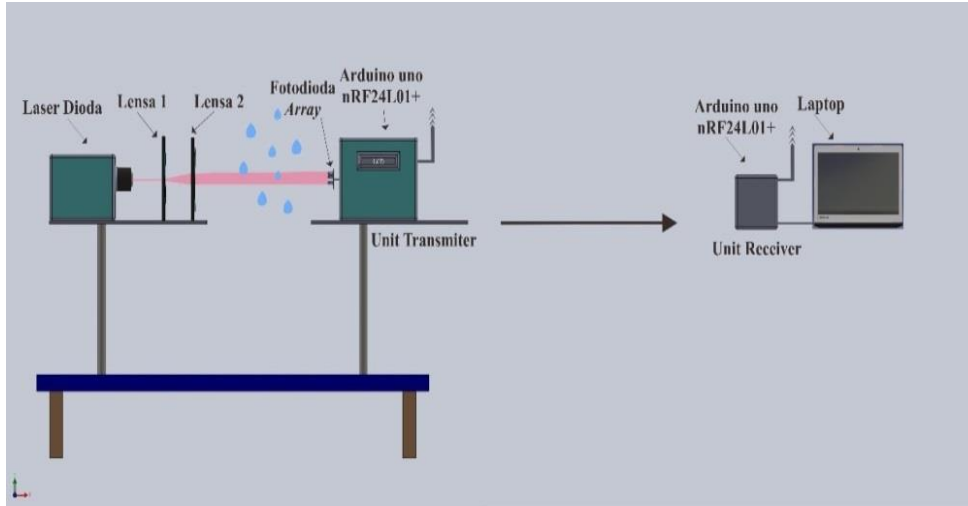 Laser Dioda
Lensa 1
Lensa 2
Fotodioda
Array
Arduino uno
nRF24L01+
Unit Transmiter
Arduino uno
nRF24L01+
Laptop
Unit Receiver